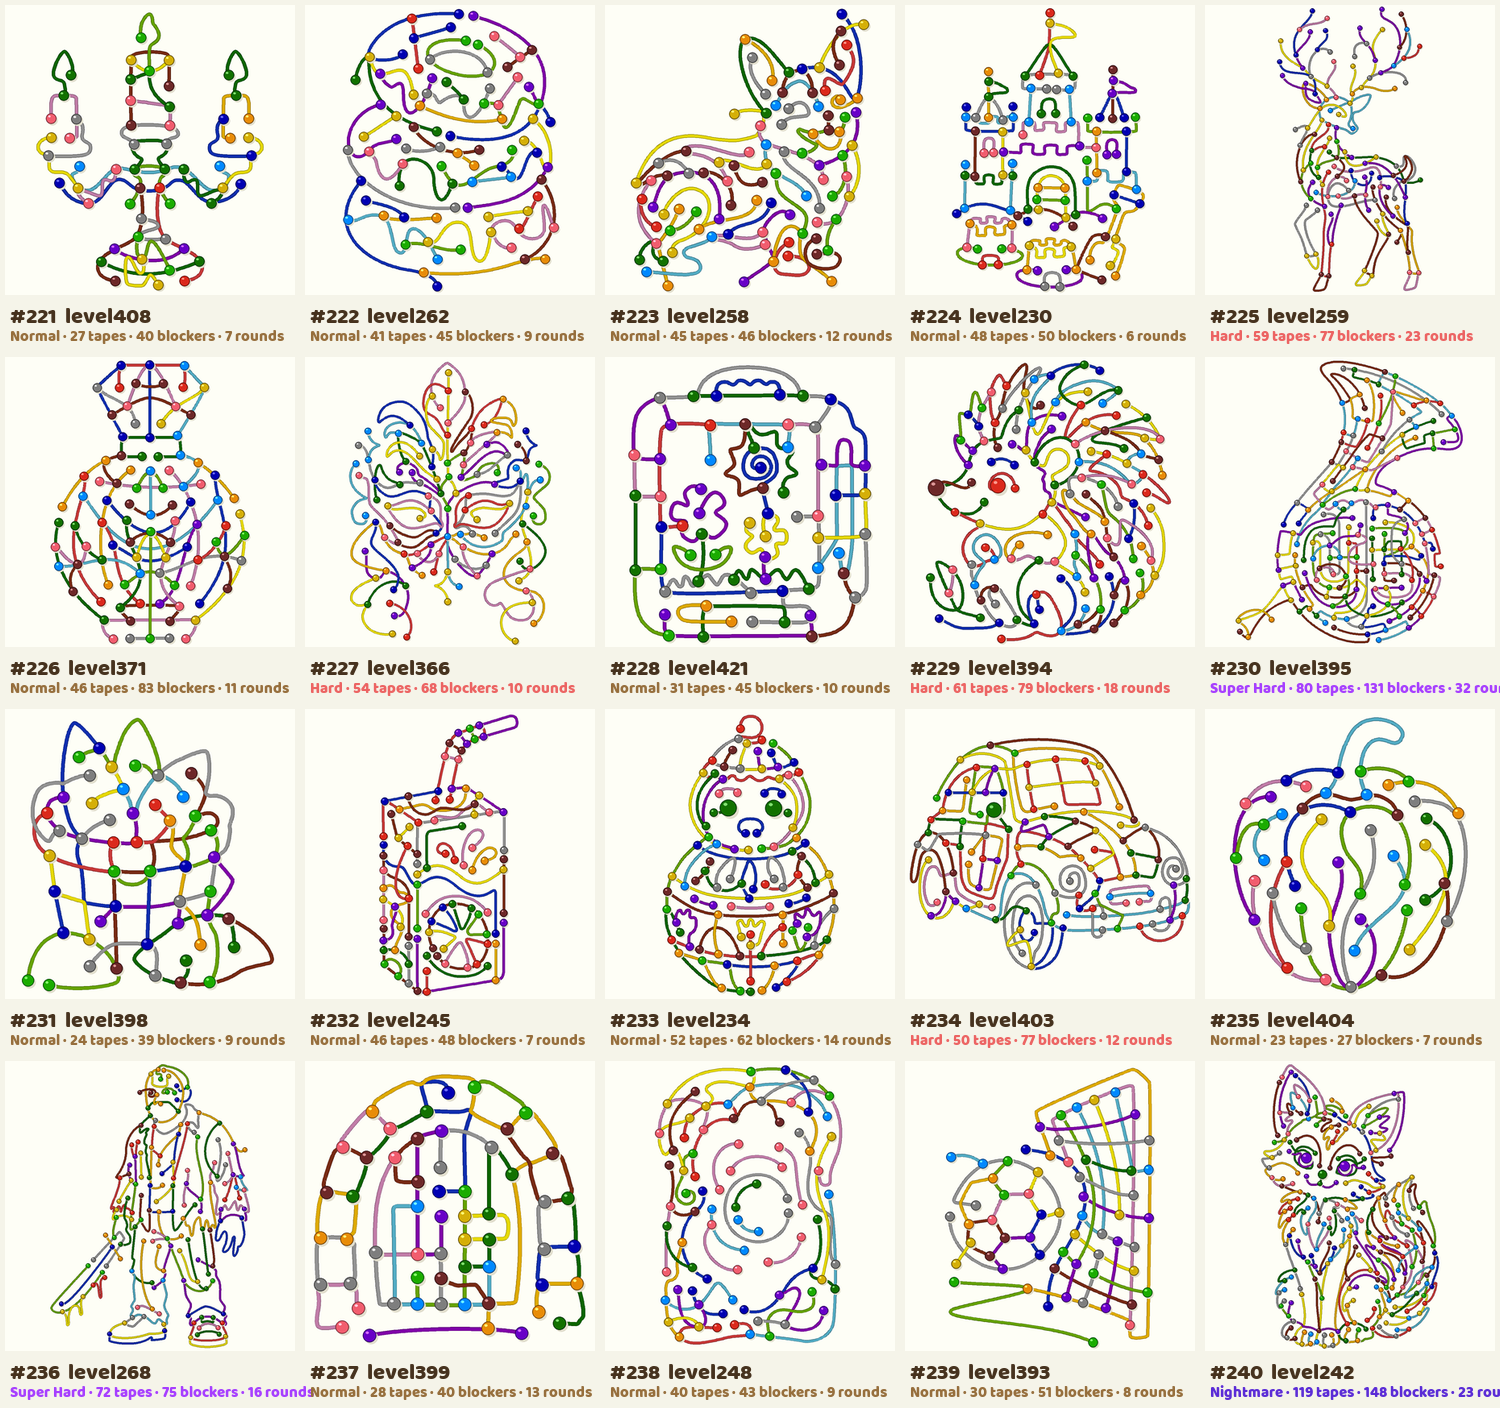 #221 level408
Normal · 27 tapes · 40 blockers · 7 rounds
#222 level262
Normal · 41 tapes · 45 blockers · 9 rounds
#223 level258
Normal · 45 tapes · 46 blockers · 12 rounds
#224 level230
Normal · 48 tapes · 50 blockers · 6 rounds
#225 level259
Hard · 59 tapes · 77 blockers · 23 rounds
#226 level371
Normal · 46 tapes · 83 blockers · 11 rounds
#227 level366
Hard · 54 tapes · 68 blockers · 10 rounds
#228 level421
Normal · 31 tapes · 45 blockers · 10 rounds
#229 level394
Hard · 61 tapes · 79 blockers · 18 rounds
#230 level395
Super Hard · 80 tapes · 131 blockers · 32 rou
#231 level398
Normal · 24 tapes · 39 blockers · 9 rounds
#232 level245
Normal · 46 tapes · 48 blockers · 7 rounds
#233 level234
Normal · 52 tapes · 62 blockers · 14 rounds
#234 level403
Hard · 50 tapes · 77 blockers · 12 rounds
#235 level404
Normal · 23 tapes · 27 blockers · 7 rounds
#236 level268
Super Hard · 72 tapes · 75 blockers · 16 rounds
#237 level399
Normal · 28 tapes · 40 blockers · 13 rounds
#238 level248
Normal · 40 tapes · 43 blockers · 9 rounds
#239 level393
Normal · 30 tapes · 51 blockers · 8 rounds
#240 level242
Nightmare · 119 tapes · 148 blockers · 23 rou